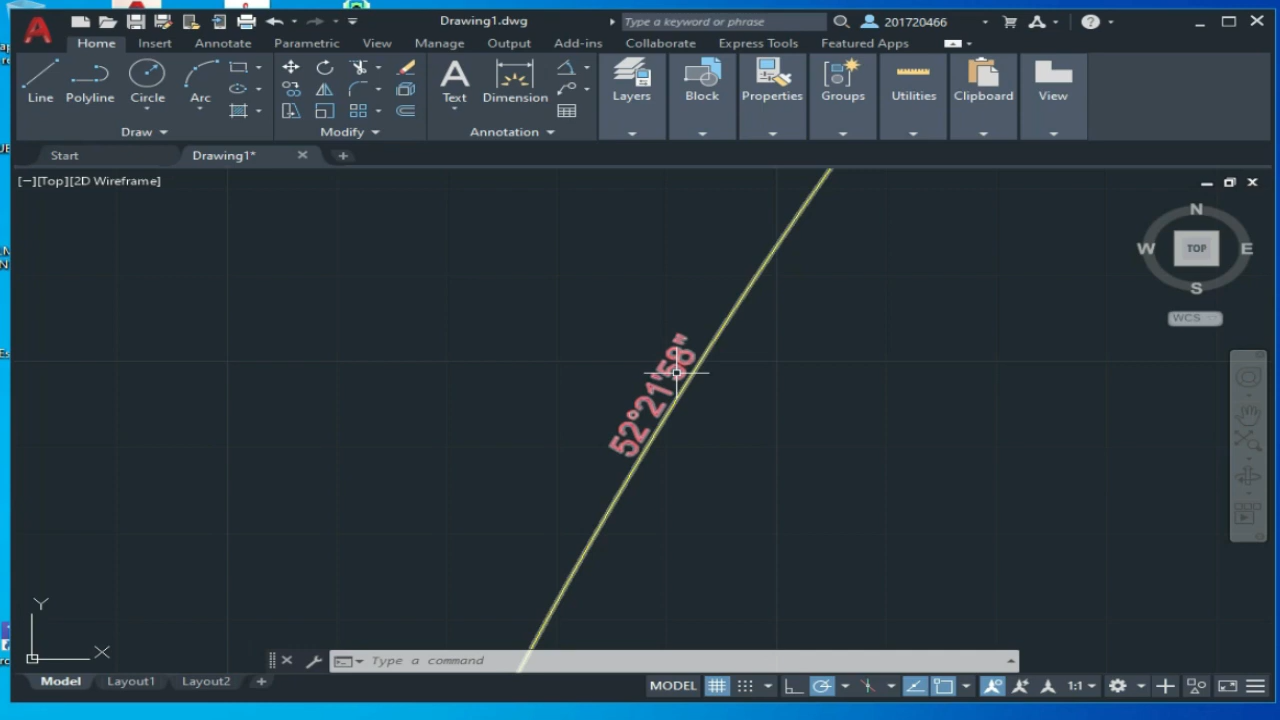 Drawing1.dwg
Type a keyword or phrase
201720466
Home Insert Annotate Parametric View Manage Output Add-ins Collaborate Express Tools Featured Apps
Line Polyline Circle Arc
Text Dimension
Layers Block Properties Groups Utilities Clipboard View
Draw Modify Annotation
Start Drawing1*
[−][Top][2D Wireframe]
N
W TOP E
S
WCS
52°21'58"
Y
X
Type a command
Model Layout1 Layout2
MODEL 1:1